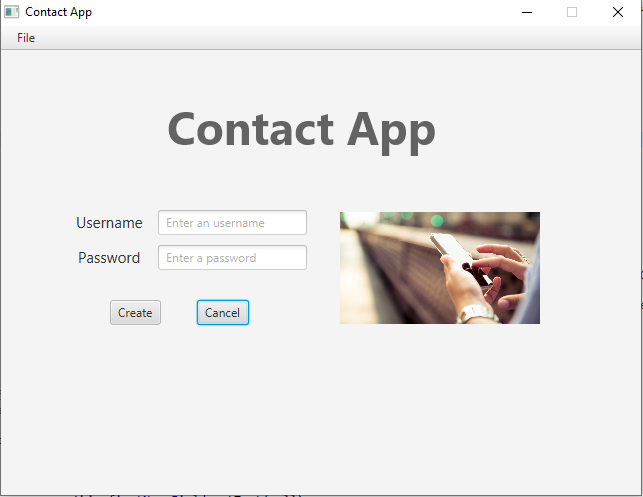 Contact App
File
Contact App
Username Enter an username
Password Enter a password
Create Cancel